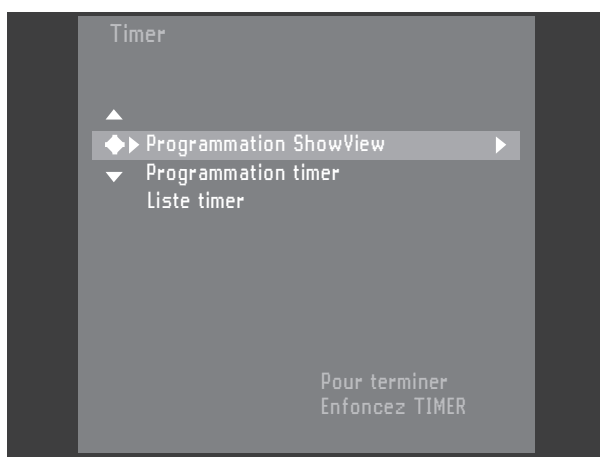 Timer
Programmation ShowView
Programmation timer
Liste timer
Pour terminer
Enfoncez TIMER